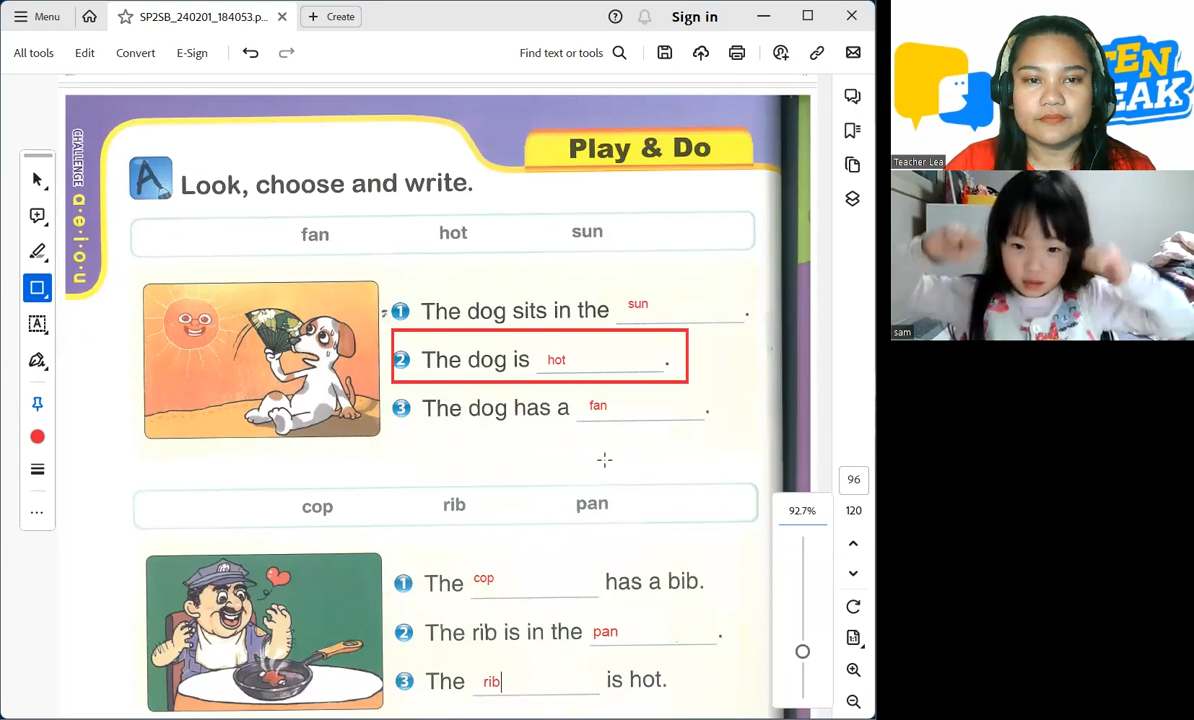 Menu
SP2SB_240201_184053.p...
Create
Sign in
All tools
Edit
Convert
E-Sign
Find text or tools
CHALLENGE a·e·i·o·u
Play & Do
A
Look, choose and write.
fan hot sun
1 The dog sits in the sun.
2 The dog is hot.
3 The dog has a fan.
cop rib pan
1 The cop has a bib.
2 The rib is in the pan.
3 The rib is hot.
96
120
92.7%
EN
EAK
Teacher Lea
sam